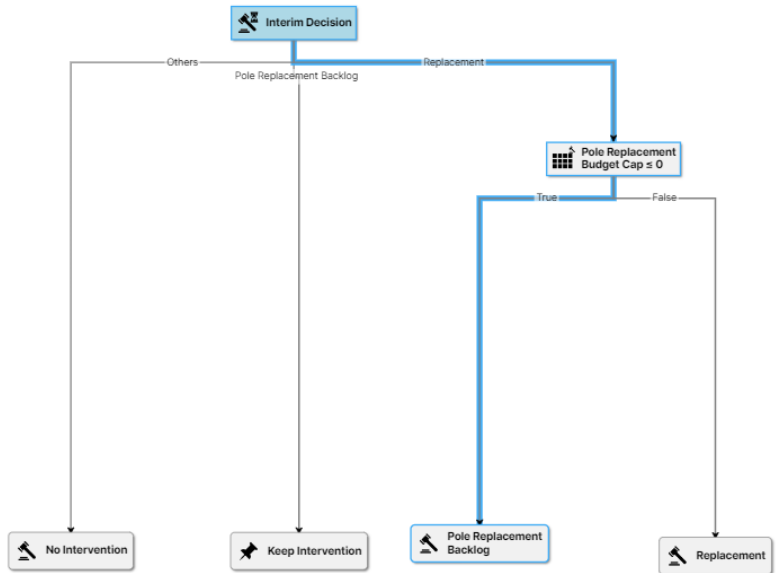 Interim Decision
Others
Replacement
Pole Replacement Backlog
Pole Replacement
Budget Cap ≤ 0
True
False
No Intervention
Keep Intervention
Pole Replacement
Backlog
Replacement